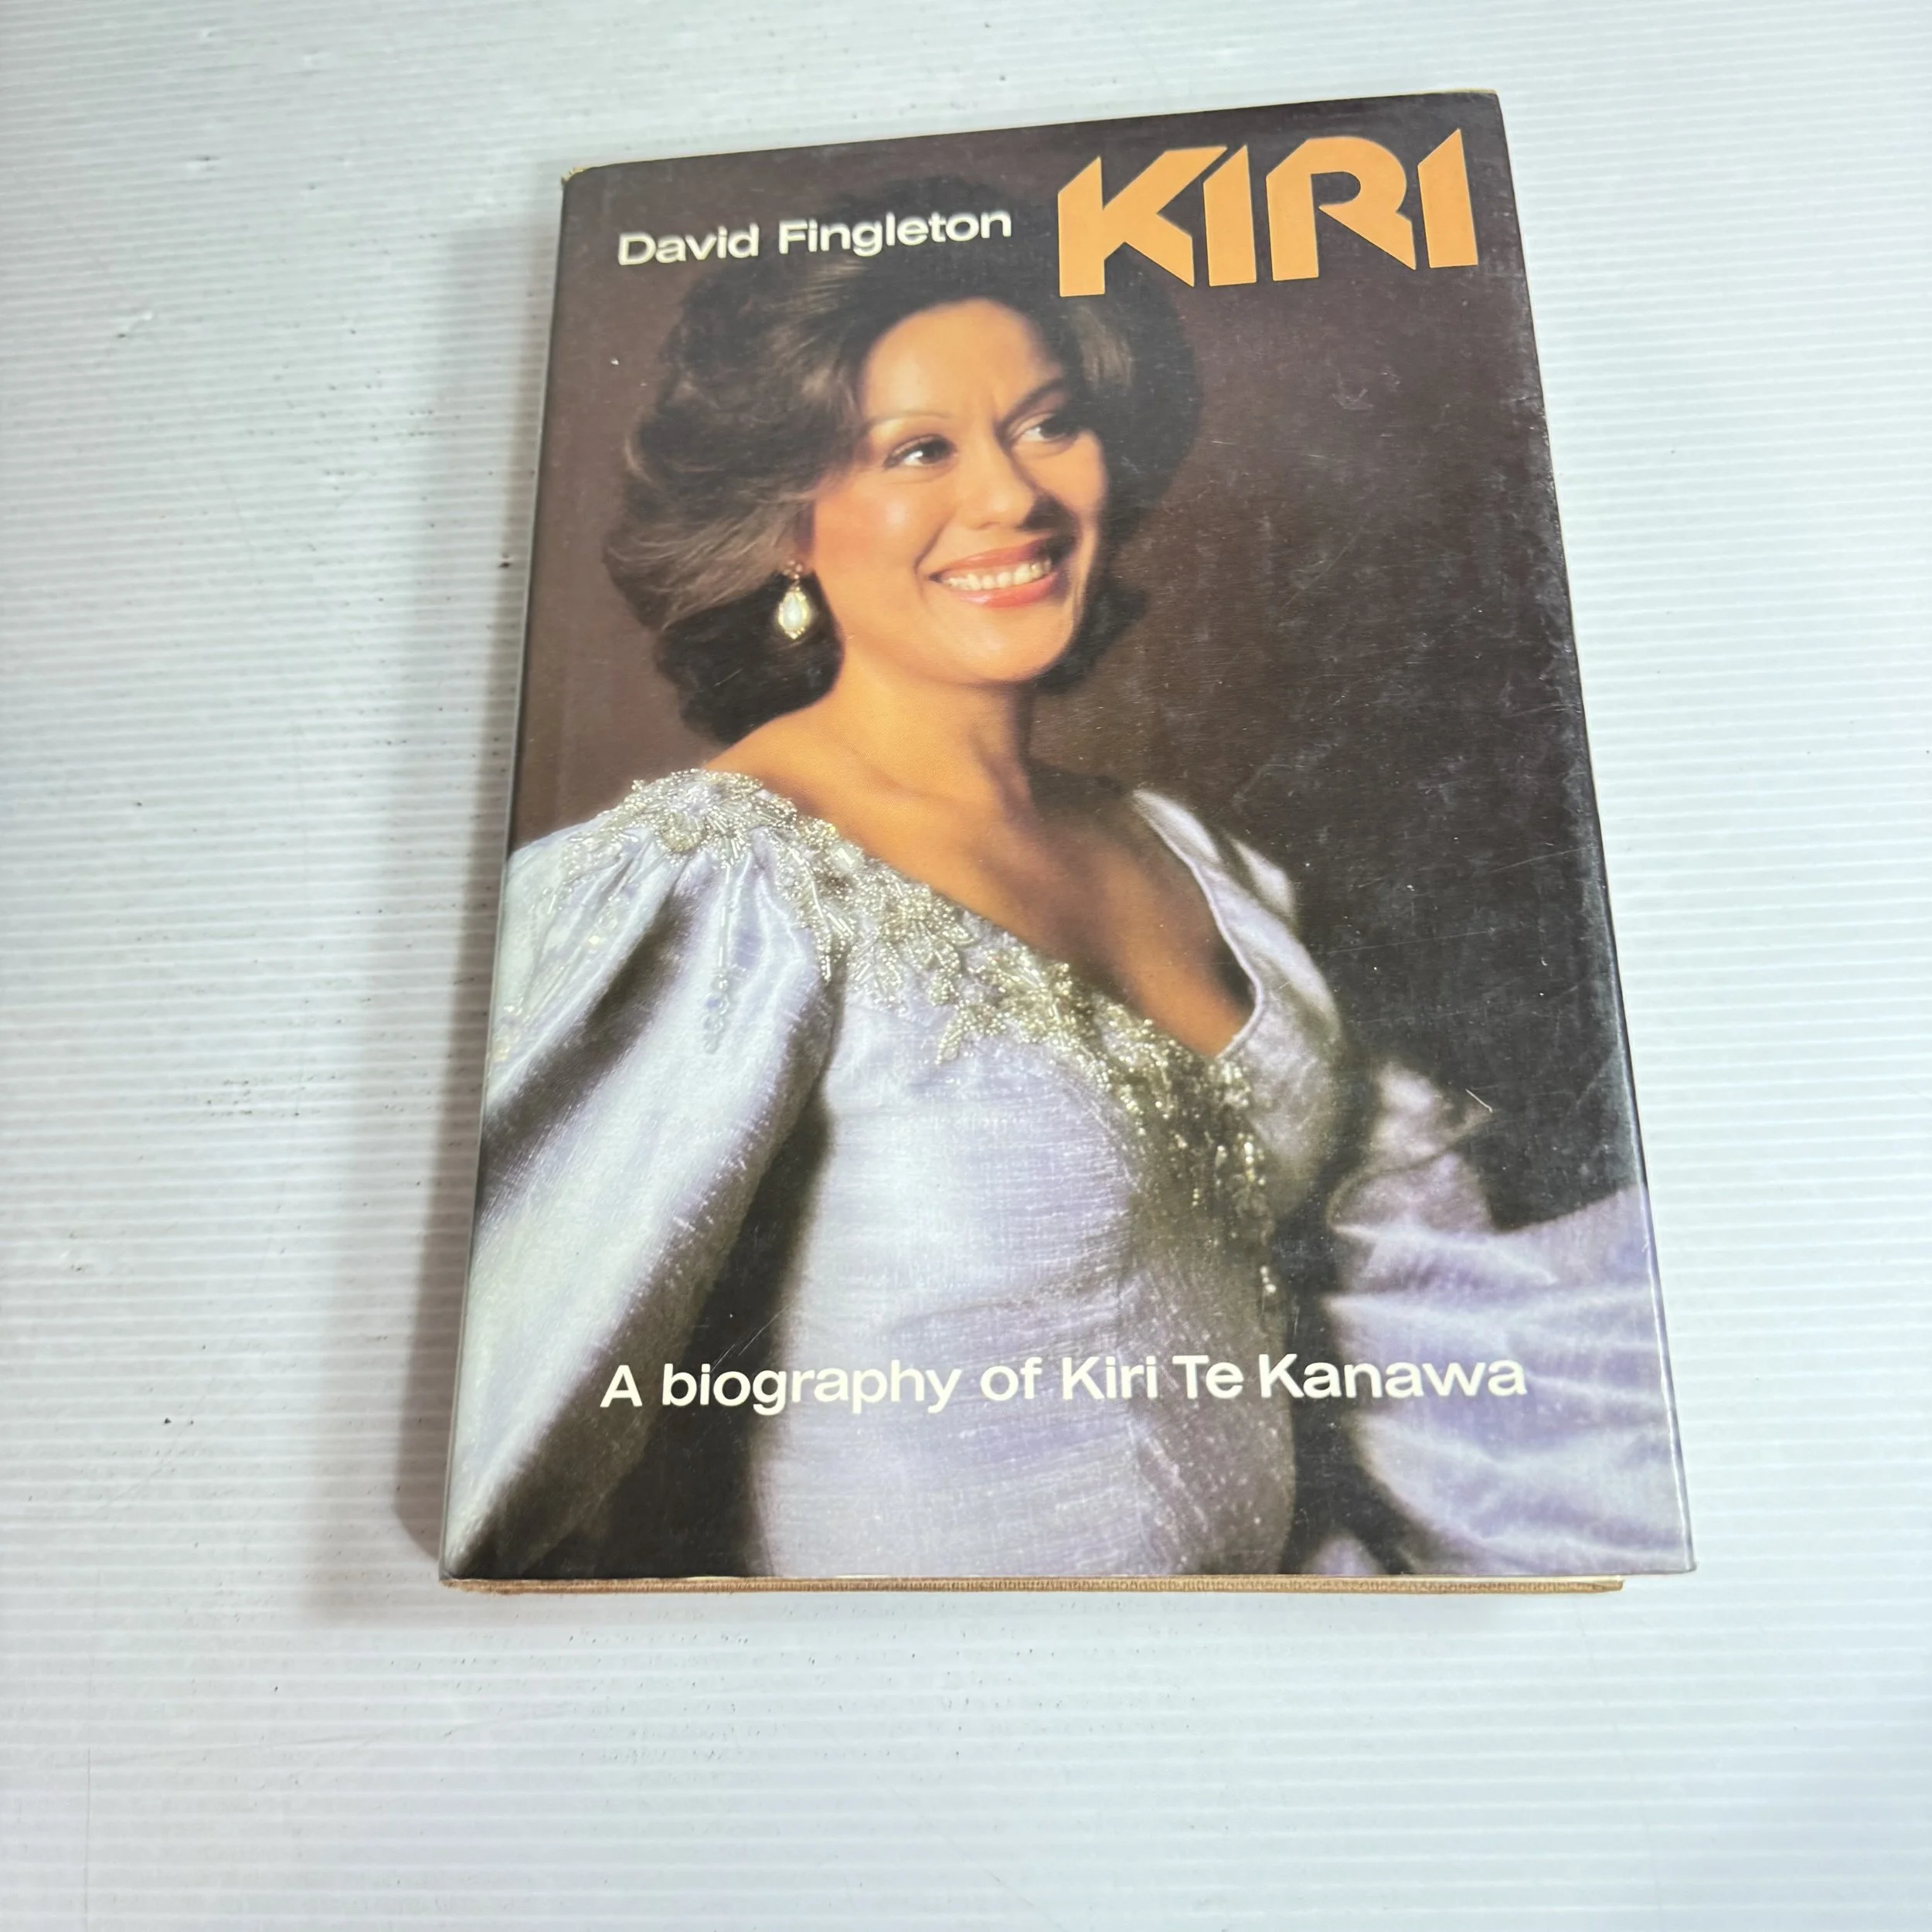 David Fingleton
KIRI
A biography of Kiri Te Kanawa